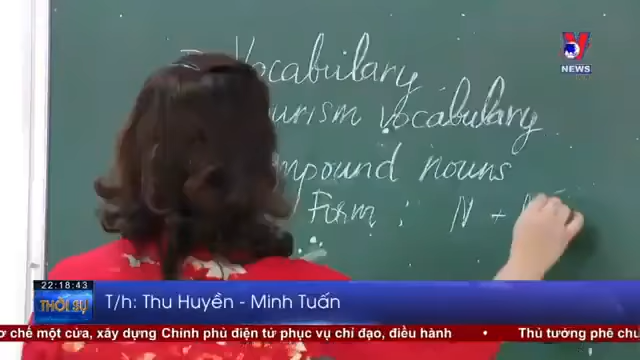 Vocabulary
urism vocabulary
mpound nouns
Form : N +
NEWS
22:18:43
THỜI SỰ
T/h: Thu Huyền - Minh Tuấn
ơ chế một cửa, xây dựng Chính phủ điện tử phục vụ chỉ đạo, điều hành • Thủ tướng phê chu